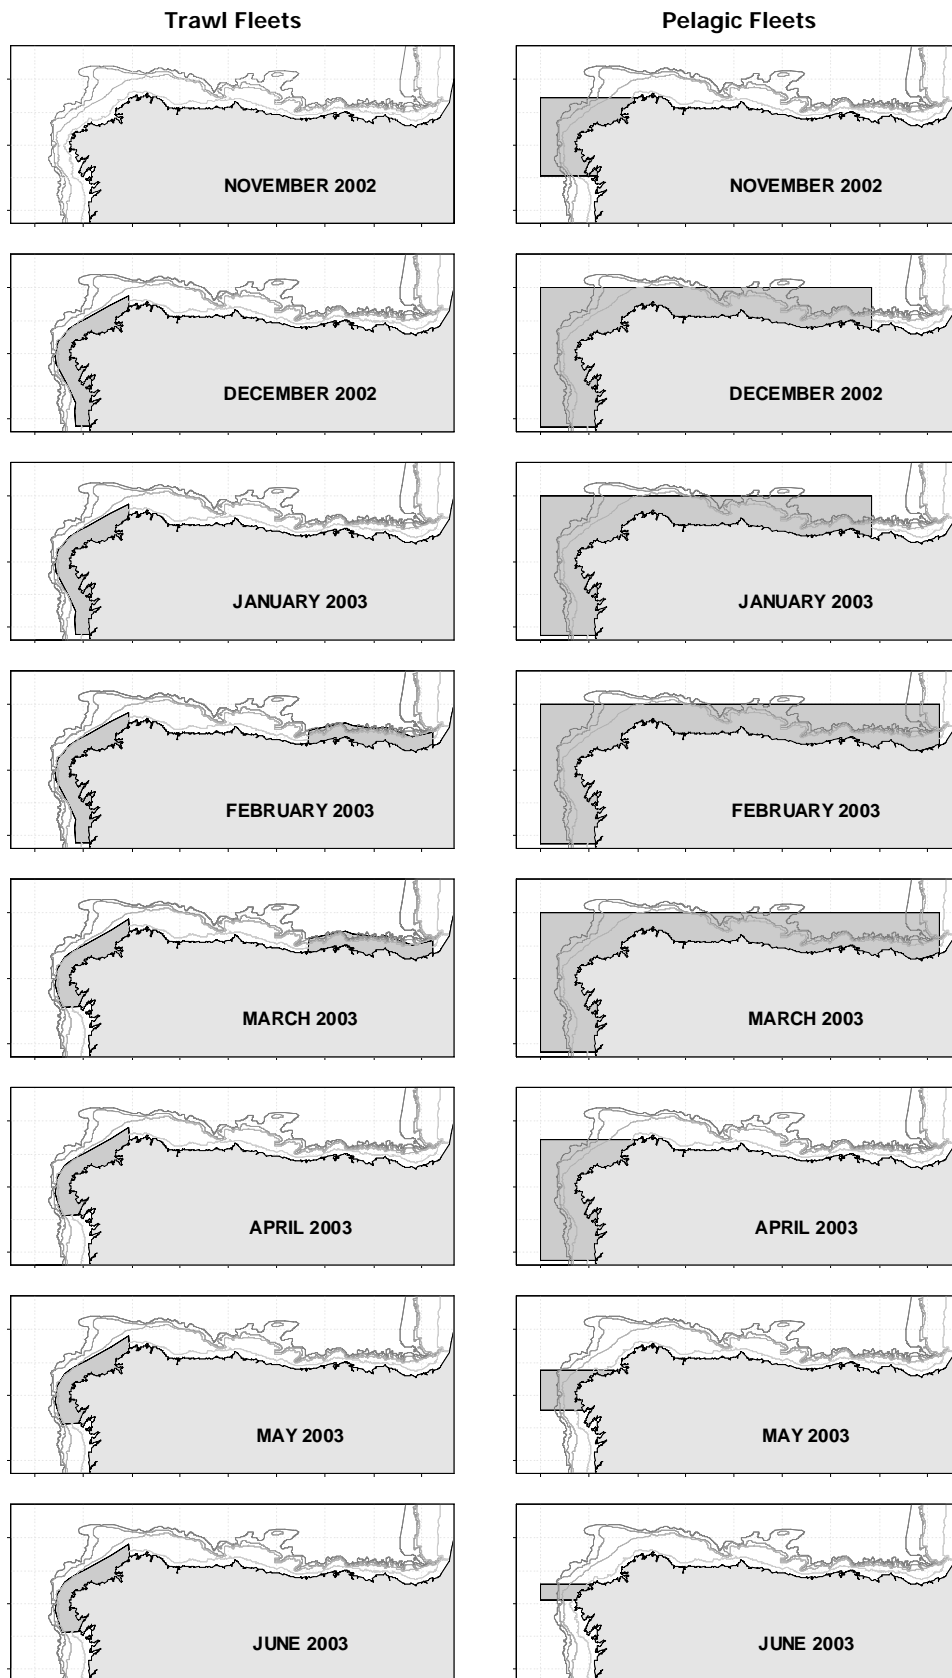 Trawl Fleets
Pelagic Fleets
NOVEMBER 2002
NOVEMBER 2002
DECEMBER 2002
DECEMBER 2002
JANUARY 2003
JANUARY 2003
FEBRUARY 2003
FEBRUARY 2003
MARCH 2003
MARCH 2003
APRIL 2003
APRIL 2003
MAY 2003
MAY 2003
JUNE 2003
JUNE 2003